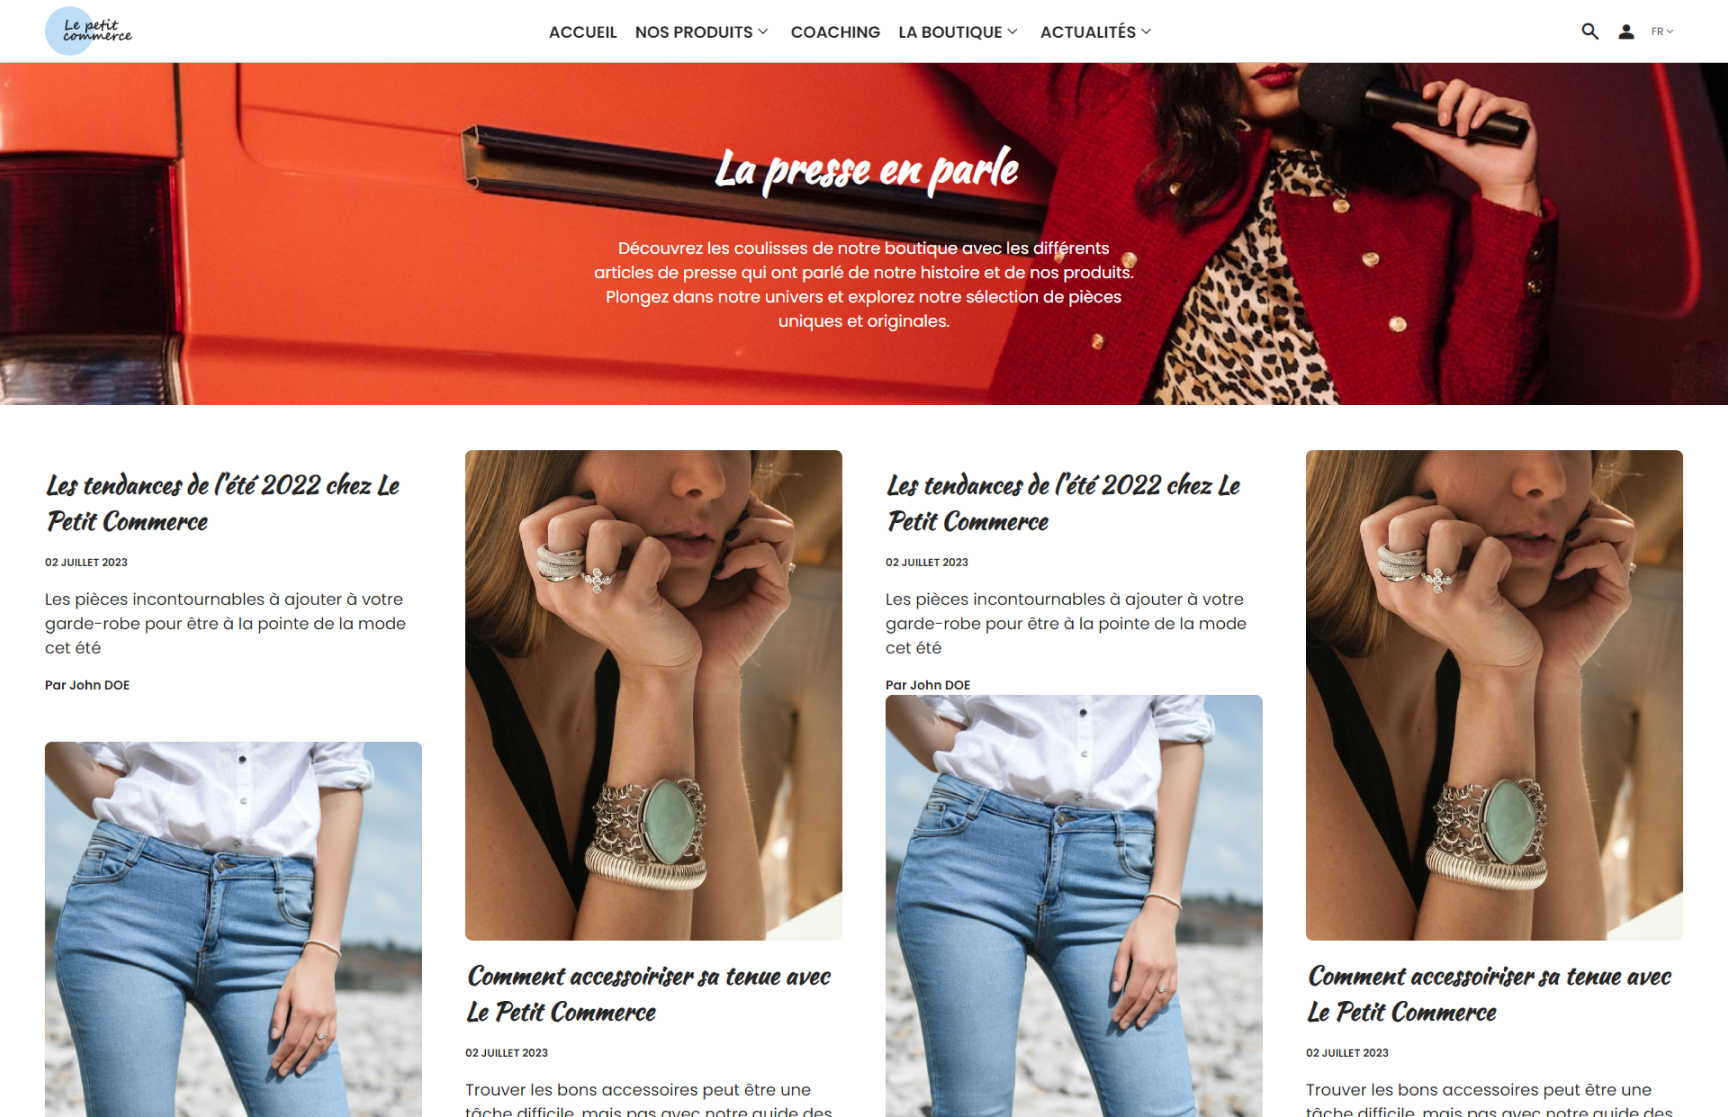 Le petit
commerce
ACCUEIL NOS PRODUITS COACHING LA BOUTIQUE ACTUALITÉS FR
La presse en parle
Découvrez les coulisses de notre boutique avec les différents
articles de presse qui ont parlé de notre histoire et de nos produits.
Plongez dans notre univers et explorez notre sélection de pièces
uniques et originales.
Les tendances de l'été 2022 chez Le
Petit Commerce
02 JUILLET 2023
Les pièces incontournables à ajouter à votre
garde-robe pour être à la pointe de la mode
cet été
Par John DOE
Comment accessoiriser sa tenue avec
Le Petit Commerce
02 JUILLET 2023
Trouver les bons accessoires peut être une
tâche difficile, mais pas avec notre guide des
Les tendances de l'été 2022 chez Le
Petit Commerce
02 JUILLET 2023
Les pièces incontournables à ajouter à votre
garde-robe pour être à la pointe de la mode
cet été
Par John DOE
Comment accessoiriser sa tenue avec
Le Petit Commerce
02 JUILLET 2023
Trouver les bons accessoires peut être une
tâche difficile, mais pas avec notre guide des